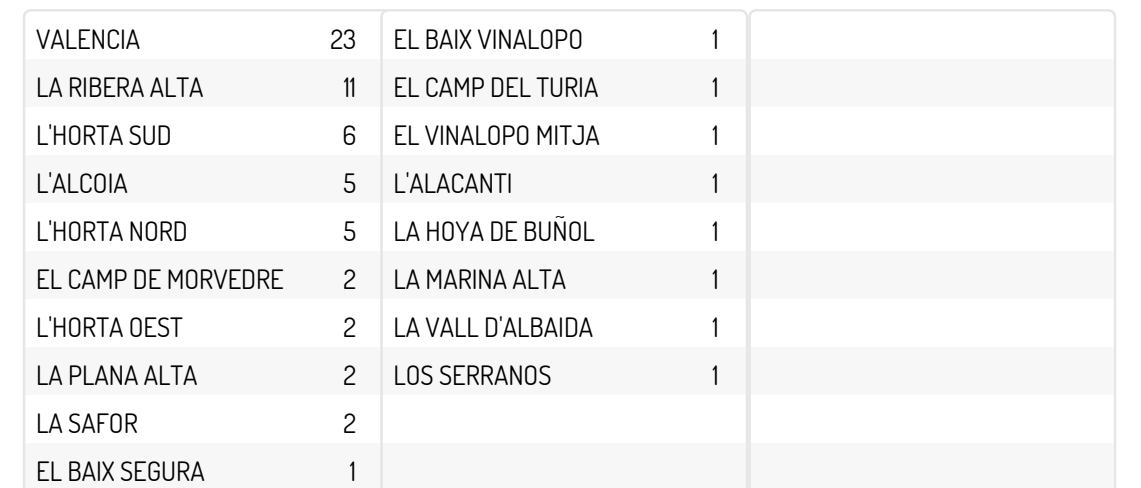 VALENCIA 23
LA RIBERA ALTA 11
L'HORTA SUD 6
L'ALCOIA 5
L'HORTA NORD 5
EL CAMP DE MORVEDRE 2
L'HORTA OEST 2
LA PLANA ALTA 2
LA SAFOR 2
EL BAIX SEGURA 1
EL BAIX VINALOPO 1
EL CAMP DEL TURIA 1
EL VINALOPO MITJA 1
L'ALACANTI 1
LA HOYA DE BUÑOL 1
LA MARINA ALTA 1
LA VALL D'ALBAIDA 1
LOS SERRANOS 1